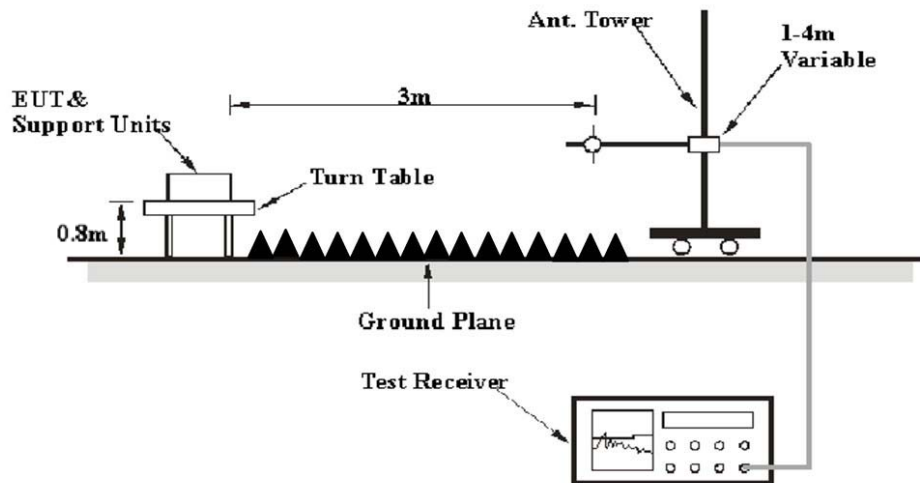 Ant. Tower
1-4m
Variable
EUT&
Support Units
3m
Turn Table
0.8m
Ground Plane
Test Receiver